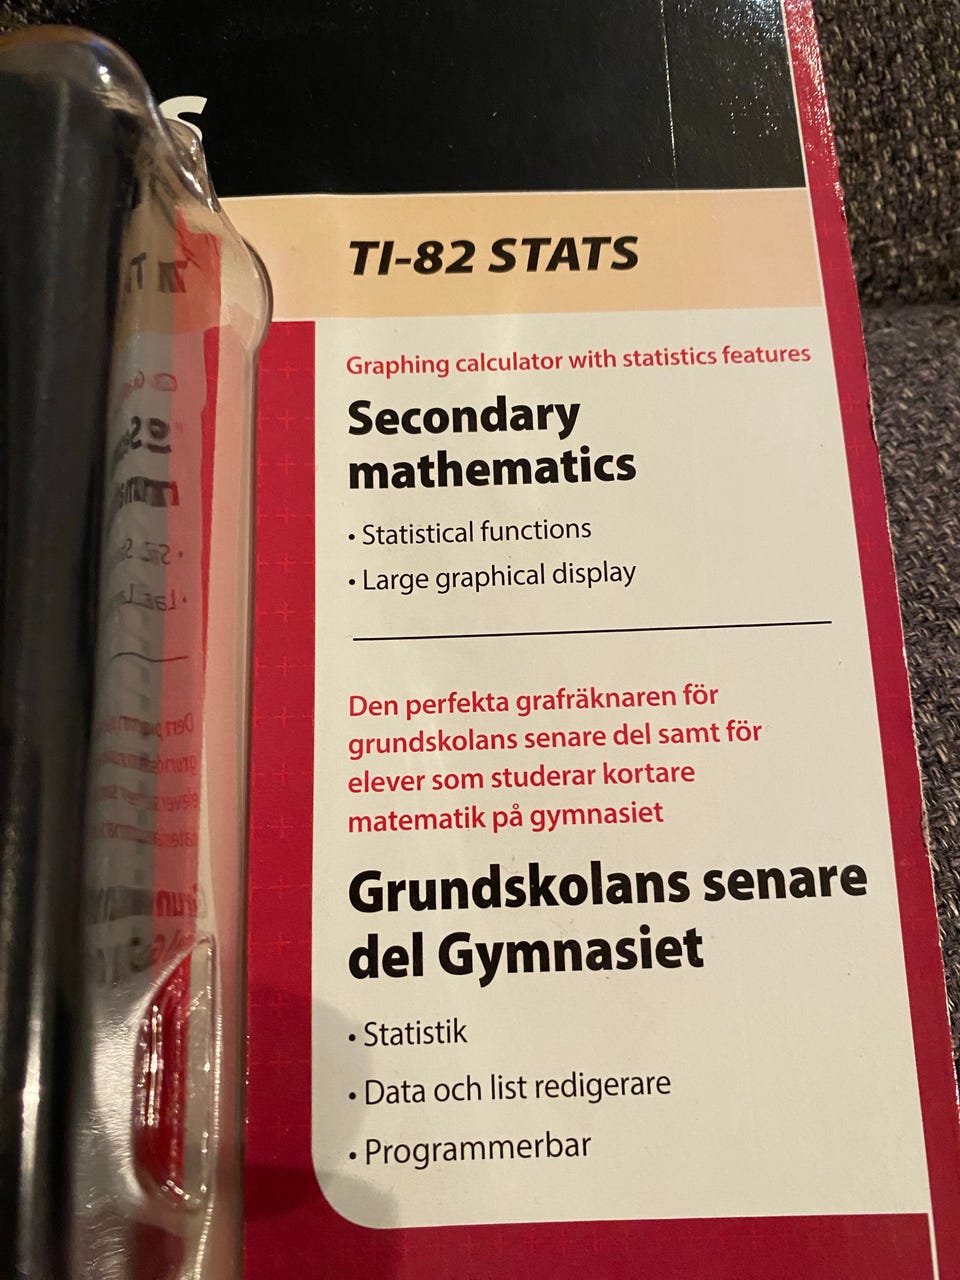 TI-82 STATS
Graphing calculator with statistics features
Secondary
mathematics
• Statistical functions
• Large graphical display
Den perfekta grafräknaren för
grundskolans senare del samt för
elever som studerar kortare
matematik på gymnasiet
Grundskolans senare
del Gymnasiet
• Statistik
• Data och list redigerare
• Programmerbar